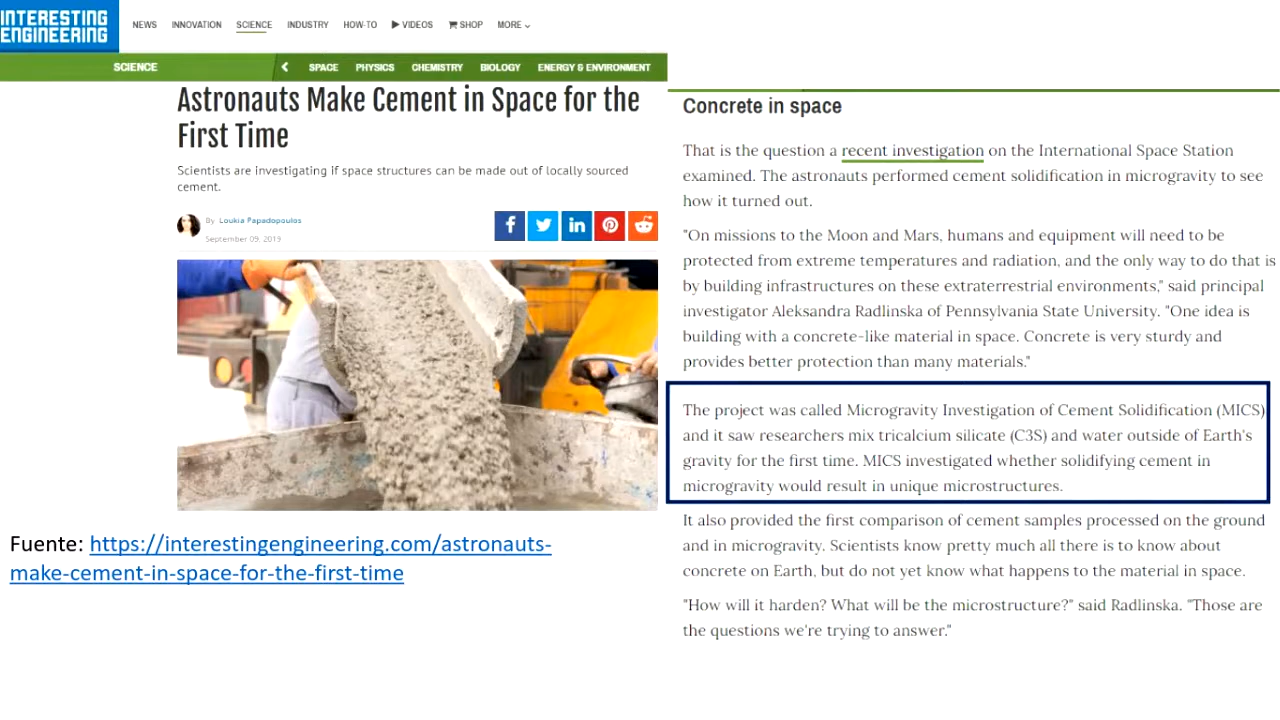 INTERESTING
ENGINEERING
NEWS INNOVATION SCIENCE INDUSTRY HOW-TO VIDEOS SHOP MORE
SCIENCE SPACE PHYSICS CHEMISTRY BIOLOGY ENERGY & ENVIRONMENT
Astronauts Make Cement in Space for the
First Time
Scientists are investigating if space structures can be made out of locally sourced
cement.
By Loukia Papadopoulos
September 09, 2019
Fuente: https://interestingengineering.com/astronauts-
make-cement-in-space-for-the-first-time
Concrete in space
That is the question a recent investigation on the International Space Station
examined. The astronauts performed cement solidification in microgravity to see
how it turned out.
"On missions to the Moon and Mars, humans and equipment will need to be
protected from extreme temperatures and radiation, and the only way to do that is
by building infrastructures on these extraterrestrial environments," said principal
investigator Aleksandra Radlinska of Pennsylvania State University. "One idea is
building with a concrete-like material in space. Concrete is very sturdy and
provides better protection than many materials."
The project was called Microgravity Investigation of Cement Solidification (MICS)
and it saw researchers mix tricalcium silicate (C3S) and water outside of Earth's
gravity for the first time. MICS investigated whether solidifying cement in
microgravity would result in unique microstructures.
It also provided the first comparison of cement samples processed on the ground
and in microgravity. Scientists know pretty much all there is to know about
concrete on Earth, but do not yet know what happens to the material in space.
"How will it harden? What will be the microstructure?" said Radlinska. "Those are
the questions we're trying to answer."